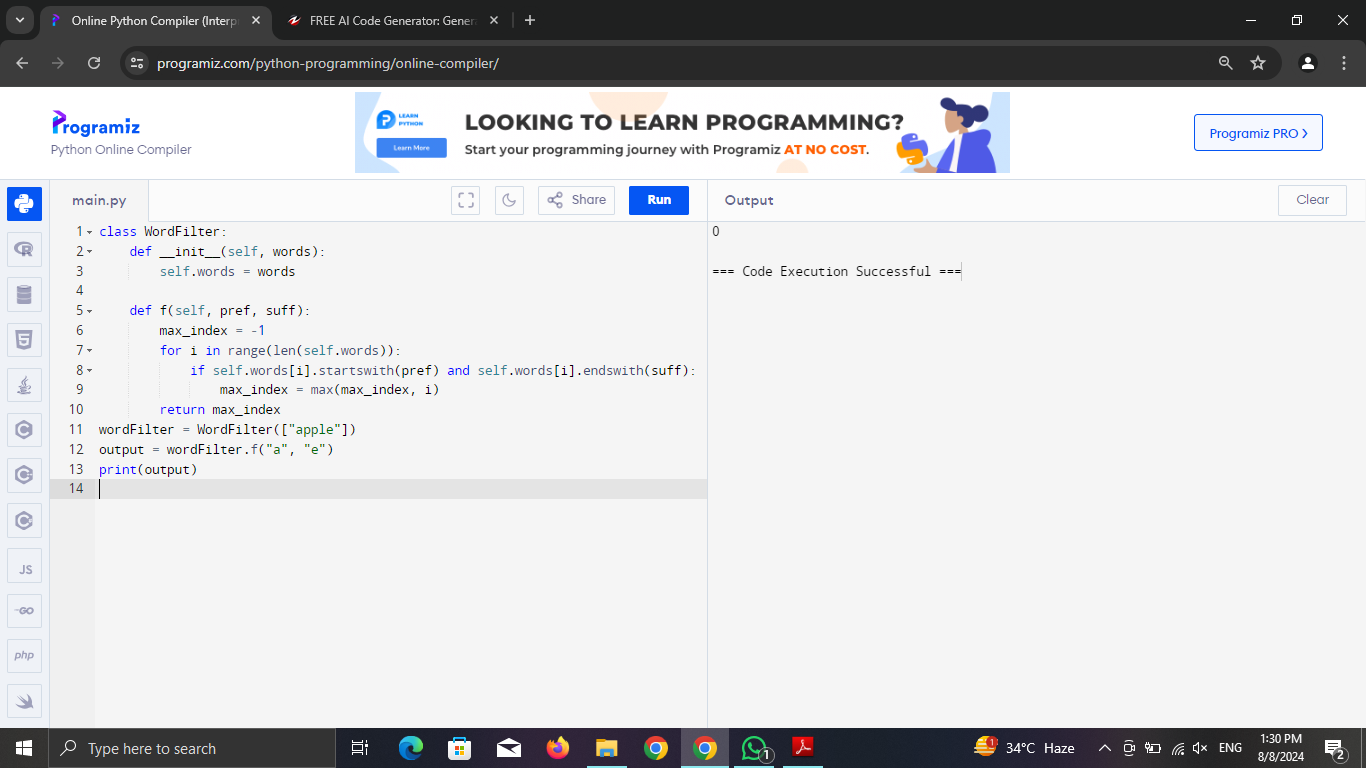 Online Python Compiler (Interp
FREE AI Code Generator: Gener
programiz.com/python-programming/online-compiler/
Programiz
Python Online Compiler
LEARN
PYTHON
Learn More
LOOKING TO LEARN PROGRAMMING?
Start your programming journey with Programiz AT NO COST.
Programiz PRO >
main.py
Share
Run
Output
Clear
1 class WordFilter:
2     def __init__(self, words):
3         self.words = words
4
5     def f(self, pref, suff):
6         max_index = -1
7         for i in range(len(self.words)):
8             if self.words[i].startswith(pref) and self.words[i].endswith(suff):
9                 max_index = max(max_index, i)
10         return max_index
11 wordFilter = WordFilter(["apple"])
12 output = wordFilter.f("a", "e")
13 print(output)
14
0
=== Code Execution Successful ===
R
5
C
C
C
JS
GO
php
Type here to search
1
1
34°C Haze
ENG
1:30 PM
8/8/2024
2